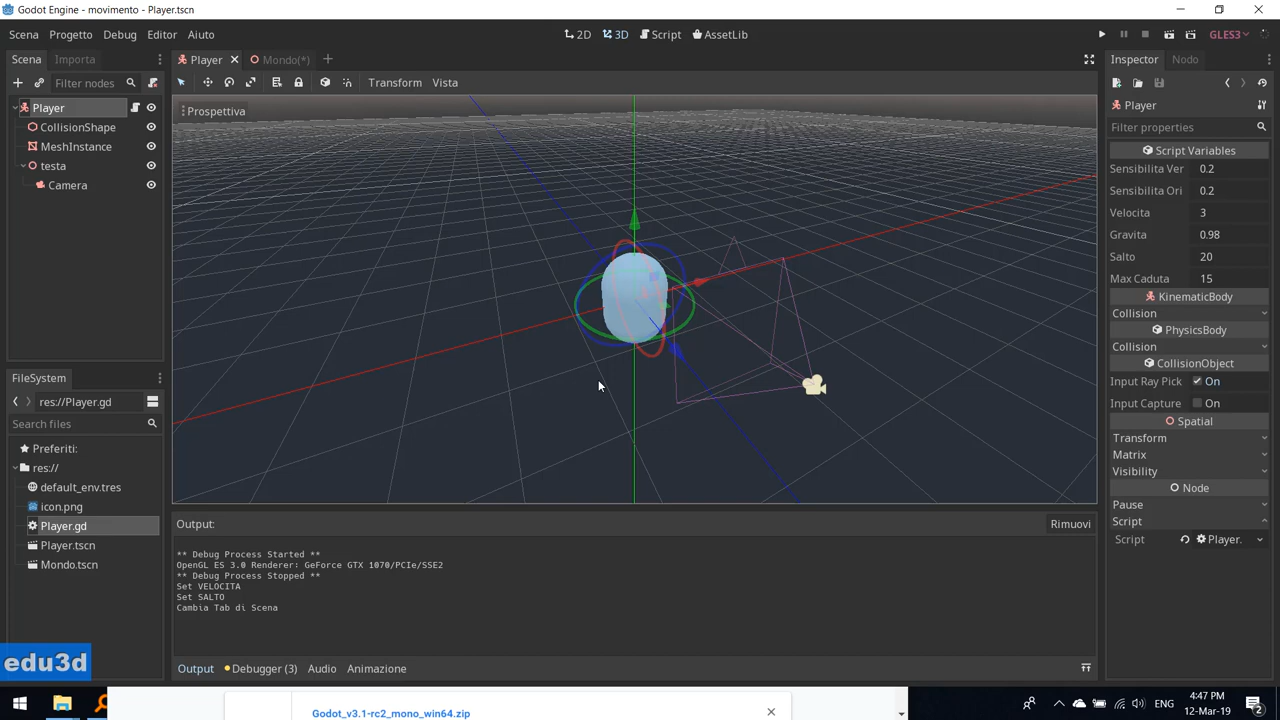 Godot Engine - movimento - Player.tscn
Scena Progetto Debug Editor Aiuto
2D 3D Script AssetLib
GLES3
Scena Importa
Filter nodes
Player
CollisionShape
MeshInstance
testa
Camera
FileSystem
res://Player.gd
Search files
Preferiti:
res://
default_env.tres
icon.png
Player.gd
Player.tscn
Mondo.tscn
Player Mondo(*)
Transform Vista
Prospettiva
Output:
Rimuovi
** Debug Process Started **
OpenGL ES 3.0 Renderer: GeForce GTX 1070/PCIe/SSE2
** Debug Process Stopped **
Set VELOCITA
Set SALTO
Cambia Tab di Scena
Output Debugger (3) Audio Animazione
Inspector Nodo
Player
Filter properties
Script Variables
Sensibilita Ver 0.2
Sensibilita Ori 0.2
Velocita 3
Gravita 0.98
Salto 20
Max Caduta 15
KinematicBody
Collision
PhysicsBody
Collision
CollisionObject
Input Ray Pick On
Input Capture On
Spatial
Transform
Matrix
Visibility
Node
Pause
Script
Script Player.
edu3d
Godot_v3.1-rc2_mono_win64.zip
ENG
4:47 PM
12-Mar-19
2